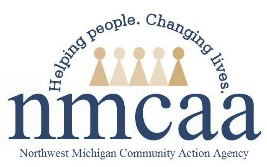 Helping people. Changing lives.
nmcaa
Northwest Michigan Community Action Agency